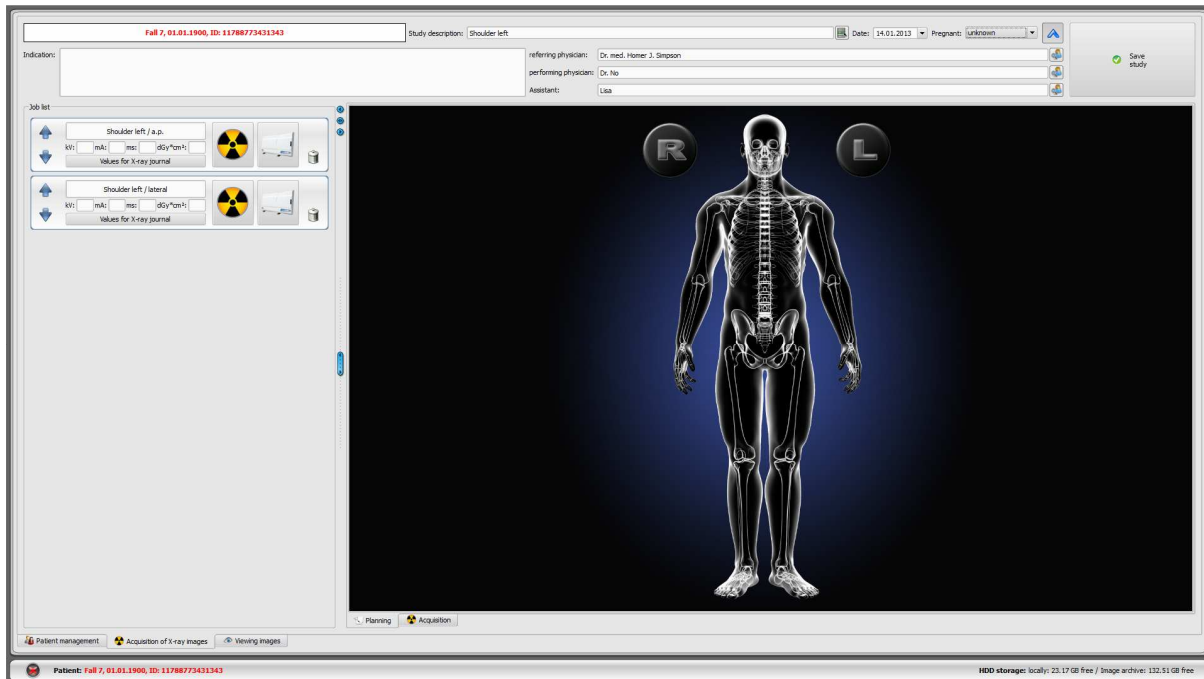 Fall 7, 01.01.1900, ID: 11788773431343
Study description: Shoulder left
Date: 14.01.2013
Pregnant: unknown
Indication:
referring physician: Dr. med. Homer J. Simpson
performing physician: Dr. No
Assistant: Lisa
Save study
Job list
Shoulder left / a.p.
kV: mA: ms: dGy*cm²:
Values for X-ray journal
Shoulder left / lateral
kV: mA: ms: dGy*cm²:
Values for X-ray journal
R L
Planning Acquisition
Patient management Acquisition of X-ray images Viewing images
Patient: Fall 7, 01.01.1900, ID: 11788773431343
HDD storage: locally: 23.17 GB free / Image archive: 132.51 GB free